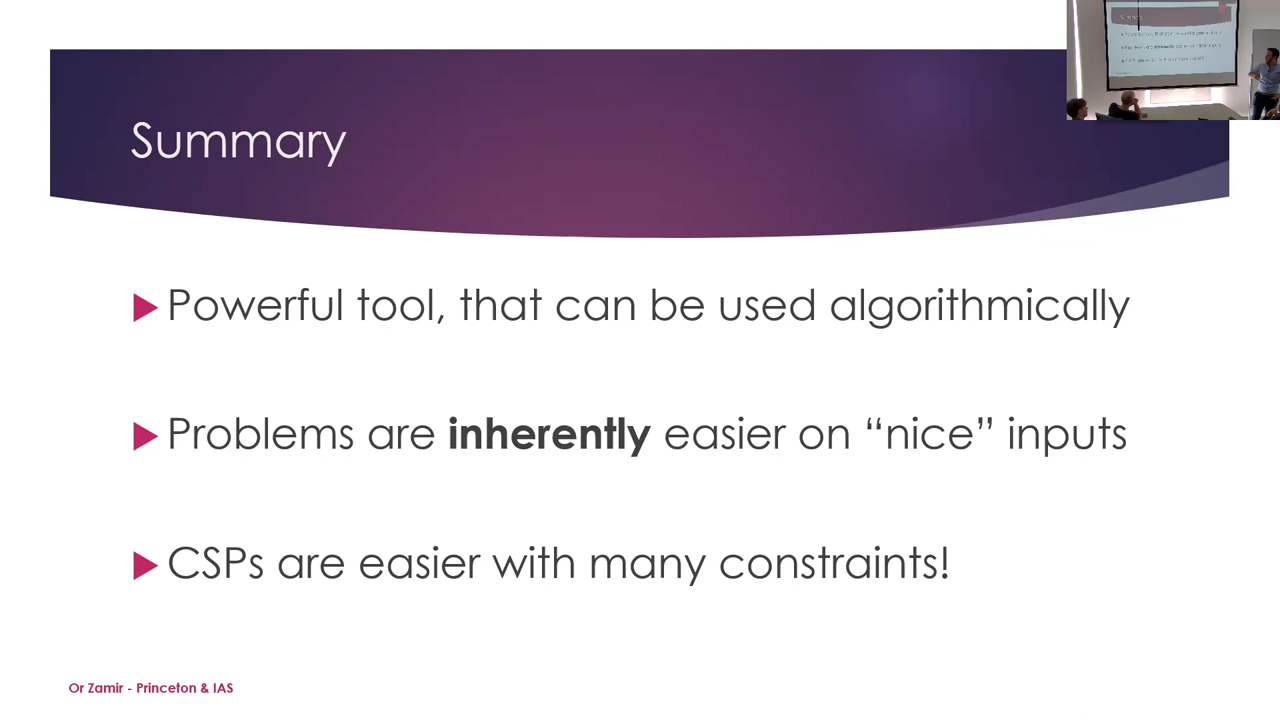 Summary
Powerful tool, that can be used algorithmically
Problems are inherently easier on “nice” inputs
CSPs are easier with many constraints!
Or Zamir - Princeton & IAS